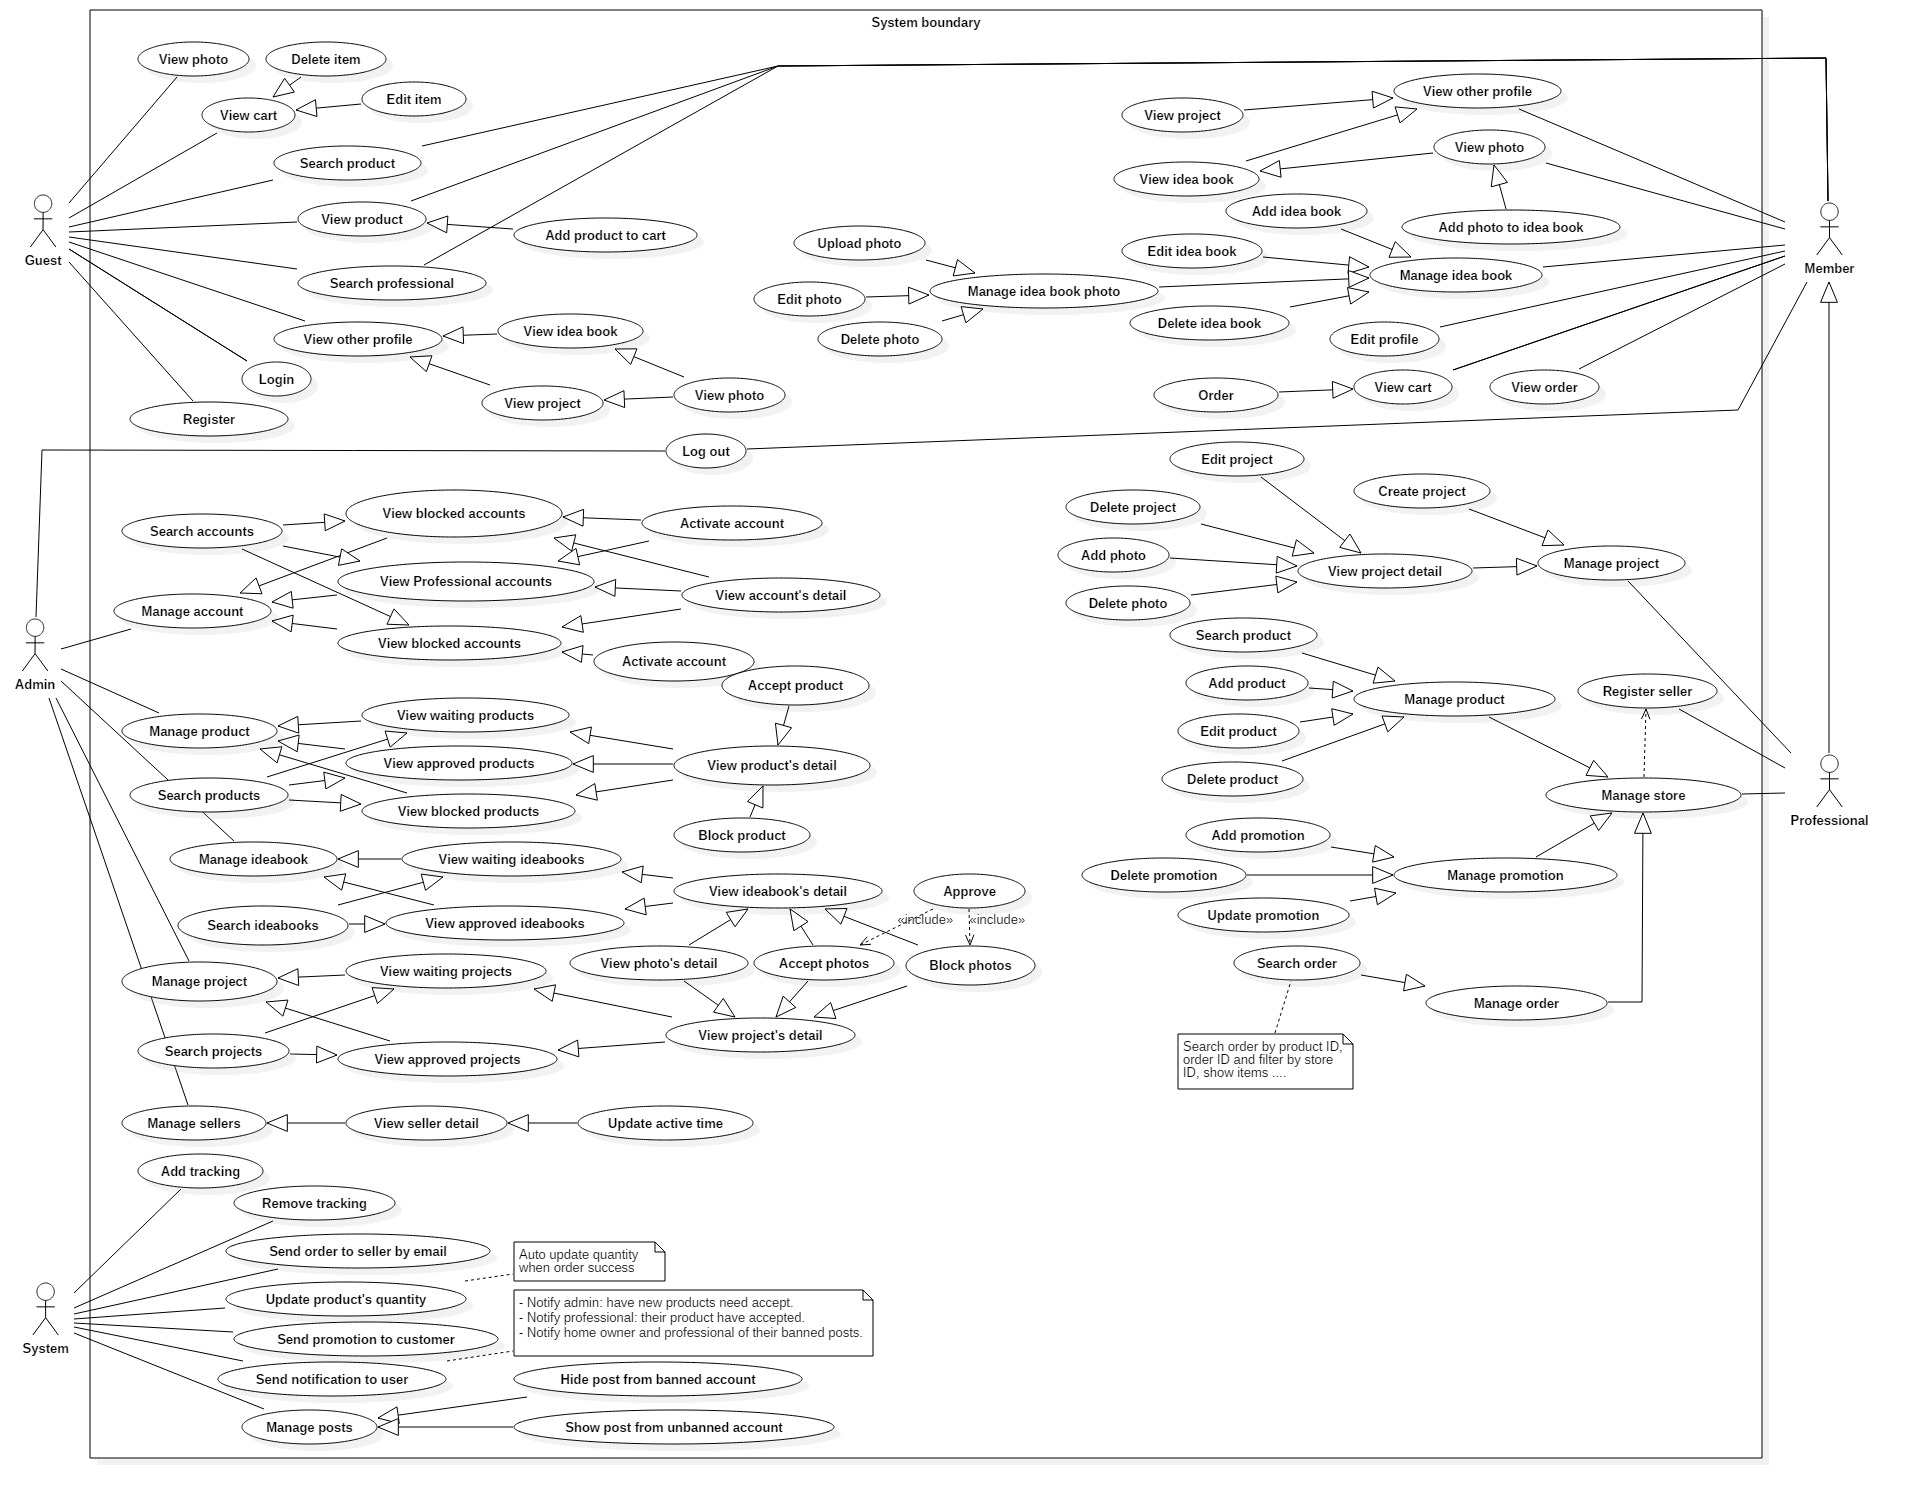 System boundary
View photo
Delete item
Edit item
View cart
Search product
View product
Add product to cart
Search professional
View other profile
View idea book
Login
View project
View photo
Register
Guest
View other profile
View project
View photo
View idea book
Add idea book
Add photo to idea book
Upload photo
Edit idea book
Manage idea book
Edit photo
Manage idea book photo
Delete photo
Delete idea book
Edit profile
Order
View cart
View order
Member
Log out
Edit project
Create project
Delete project
Add photo
View project detail
Manage project
Delete photo
Search product
Add product
Manage product
Register seller
Edit product
Delete product
Manage store
Professional
Add promotion
Delete promotion
Manage promotion
Update promotion
Search order
Manage order
Search order by product ID,
order ID and filter by store
ID, show items ....
Search accounts
View blocked accounts
Activate account
View Professional accounts
View account's detail
Manage account
View blocked accounts
Activate account
Admin
Accept product
Manage product
View waiting products
View approved products
View product's detail
Search products
View blocked products
Block product
Manage ideabook
View waiting ideabooks
View ideabook's detail
Approve
«include»
«include»
Search ideabooks
View approved ideabooks
View photo's detail
Accept photos
Block photos
Manage project
View waiting projects
View project's detail
Search projects
View approved projects
Manage sellers
View seller detail
Update active time
Add tracking
Remove tracking
Send order to seller by email
Auto update quantity
when order success
Update product's quantity
- Notify admin: have new products need accept.
- Notify professional: their product have accepted.
- Notify home owner and professional of their banned posts.
Send promotion to customer
System
Send notification to user
Hide post from banned account
Manage posts
Show post from unbanned account